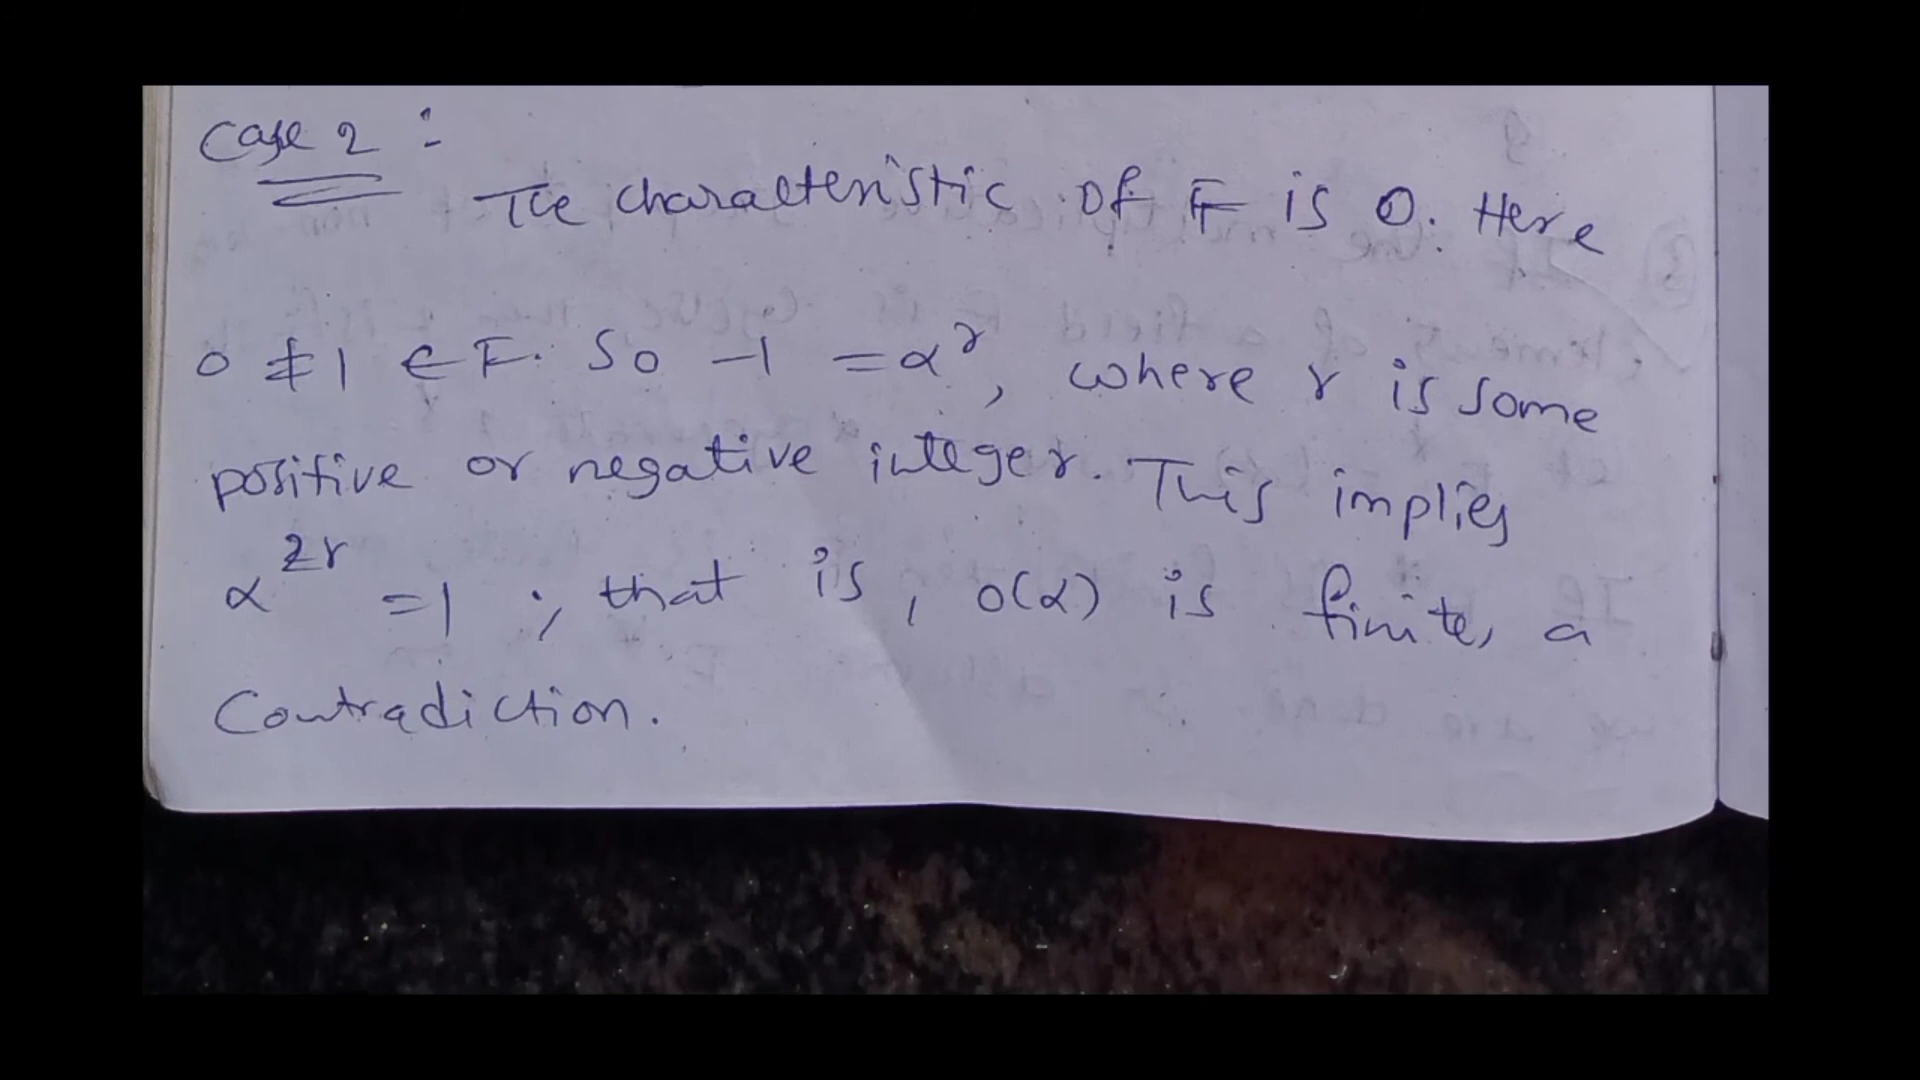 Case 2 :
The characteristic of F is 0. Here
0 ≠ 1 ∈ F. So -1 = α^r, where r is some
positive or negative integer. This implies
α^2r = 1 ; that is, o(α) is finite, a
Contradiction.